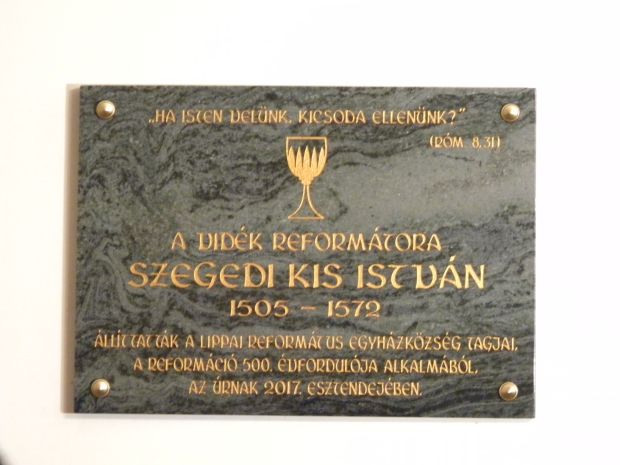 „HA ISTEN VELÜNK, KICSODA ELLENÜNK?"
(RÓM. 8,31)
A VIDÉK REFORMÁTORA
SZEGEDI KIS ISTVÁN
1505 – 1572
ÁLLÍTTATTÁK A LIPPAI REFORMÁTUS EGYHÁZKÖZSÉG TAGJAI,
A REFORMÁCIÓ 500. ÉVFORDULÓJA ALKALMÁBÓL,
AZ ÚRNAK 2017. ESZTENDEJÉBEN.